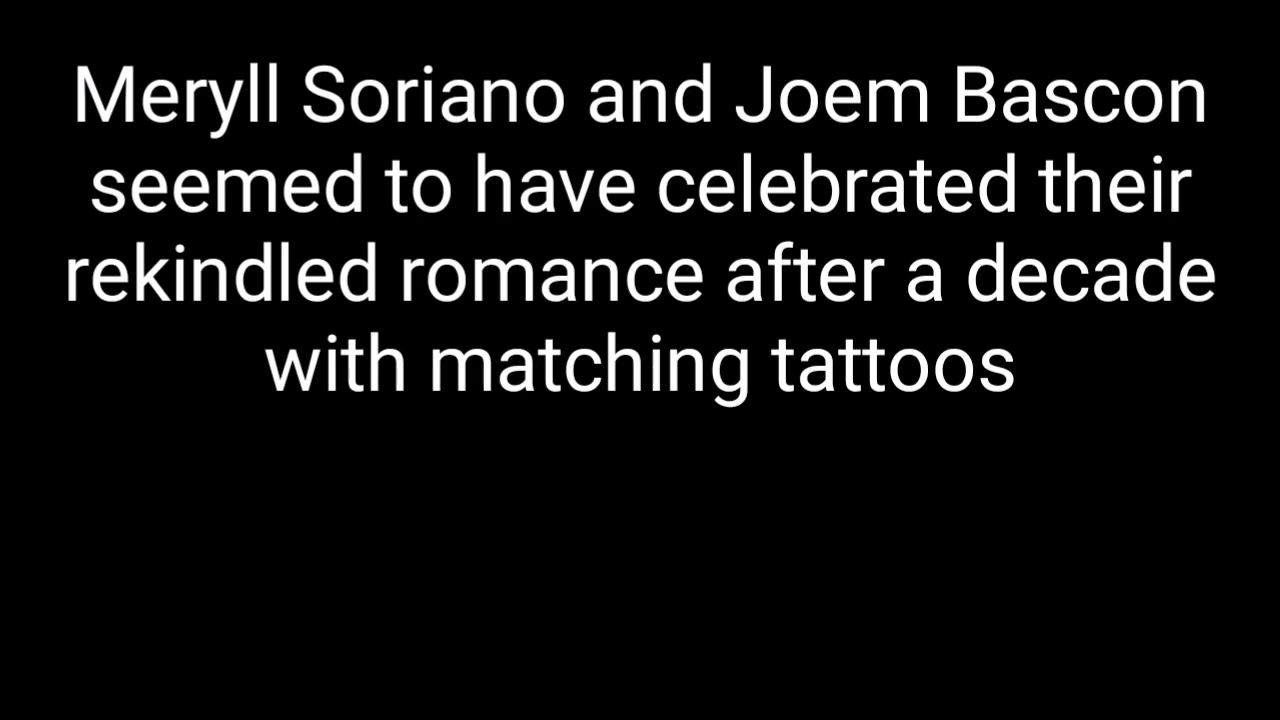 Meryll Soriano and Joem Bascon
seemed to have celebrated their
rekindled romance after a decade
with matching tattoos